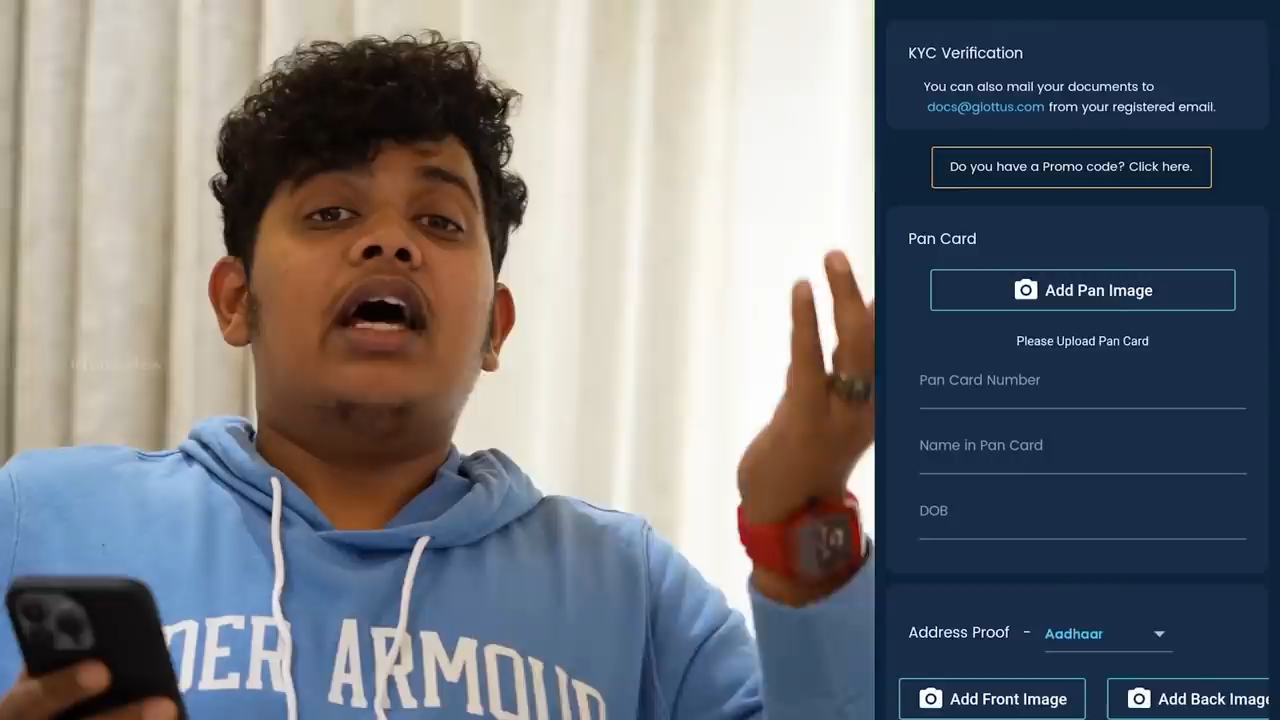 KYC Verification
You can also mail your documents to
docs@giottus.com from your registered email.
Do you have a Promo code? Click here.
Pan Card
Add Pan Image
Please Upload Pan Card
Pan Card Number
Name in Pan Card
DOB
Address Proof - Aadhaar
Add Front Image
Add Back Image
DER ARMOUR